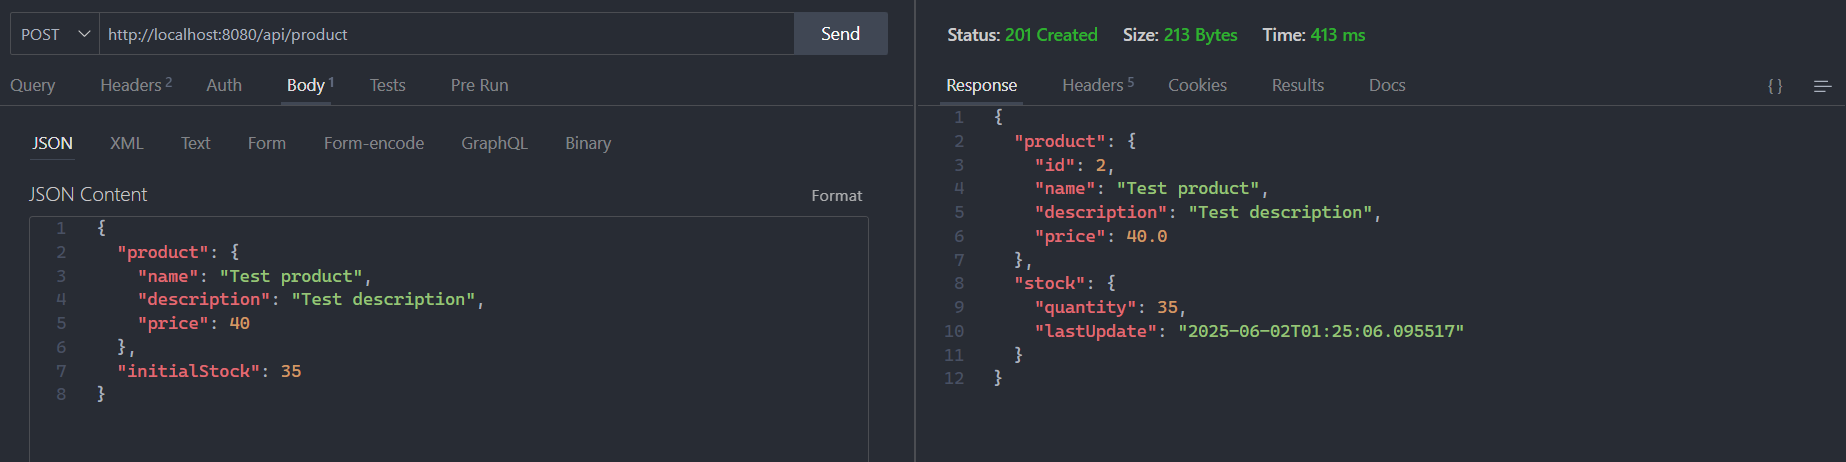 POST http://localhost:8080/api/product Send
Query Headers 2 Auth Body 1 Tests Pre Run
JSON XML Text Form Form-encode GraphQL Binary
JSON Content Format
1 {
2   "product": {
3     "name": "Test product",
4     "description": "Test description",
5     "price": 40
6   },
7   "initialStock": 35
8 }
Status: 201 Created Size: 213 Bytes Time: 413 ms
Response Headers 5 Cookies Results Docs {}
1 {
2   "product": {
3     "id": 2,
4     "name": "Test product",
5     "description": "Test description",
6     "price": 40.0
7   },
8   "stock": {
9     "quantity": 35,
10     "lastUpdate": "2025-06-02T01:25:06.095517"
11   }
12 }